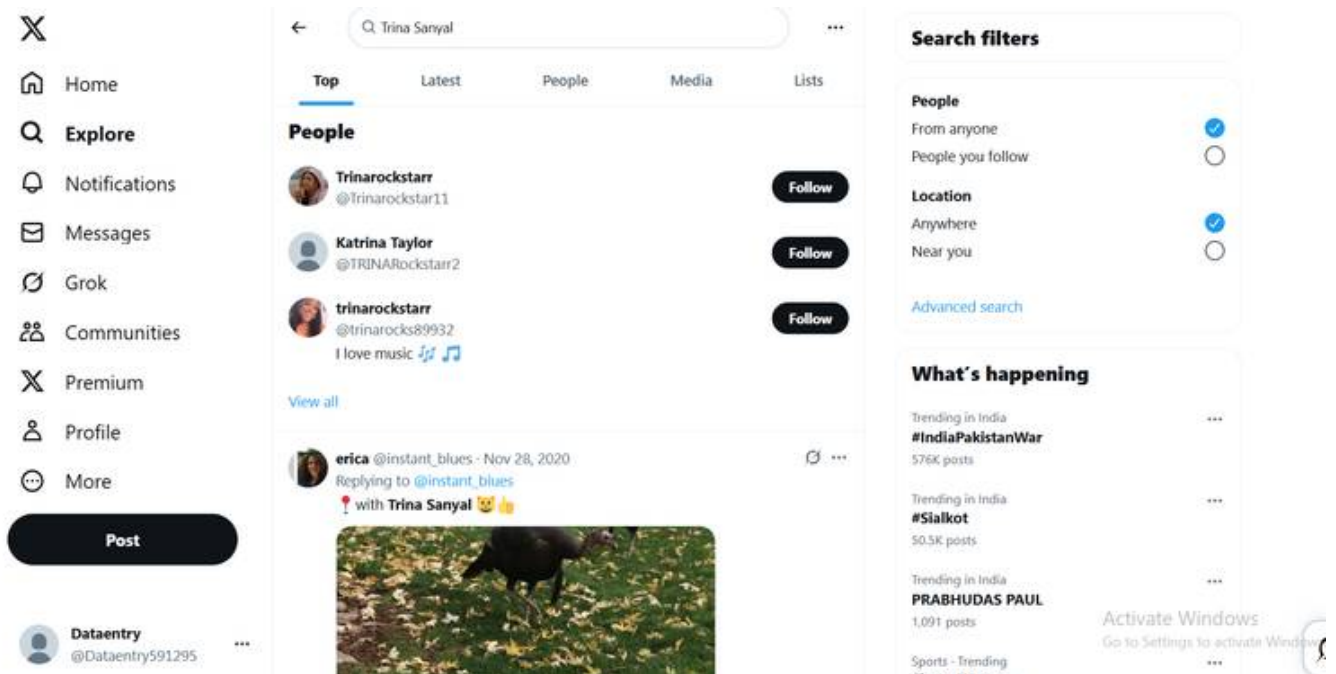 X
Home
Explore
Notifications
Messages
Grok
Communities
Premium
Profile
More
Post
Dataentry
@Dataentry591295
Trina Sanyal
Top Latest People Media Lists
People
Trinarockstarr
@Trinarockstar11
Follow
Katrina Taylor
@TRINARockstarr2
Follow
trinarockstarr
@trinarocks89932
I love music 🎶 🎵
Follow
View all
erica @instant_blues · Nov 28, 2020
Replying to @instant_blues
📍with Trina Sanyal 😺👍
Search filters
People
From anyone
People you follow
Location
Anywhere
Near you
Advanced search
What's happening
Trending in India
#IndiaPakistanWar
576K posts
Trending in India
#Sialkot
50.5K posts
Trending in India
PRABHUDAS PAUL
1,091 posts
Sports · Trending
Activate Windows
Go to Settings to activate Window